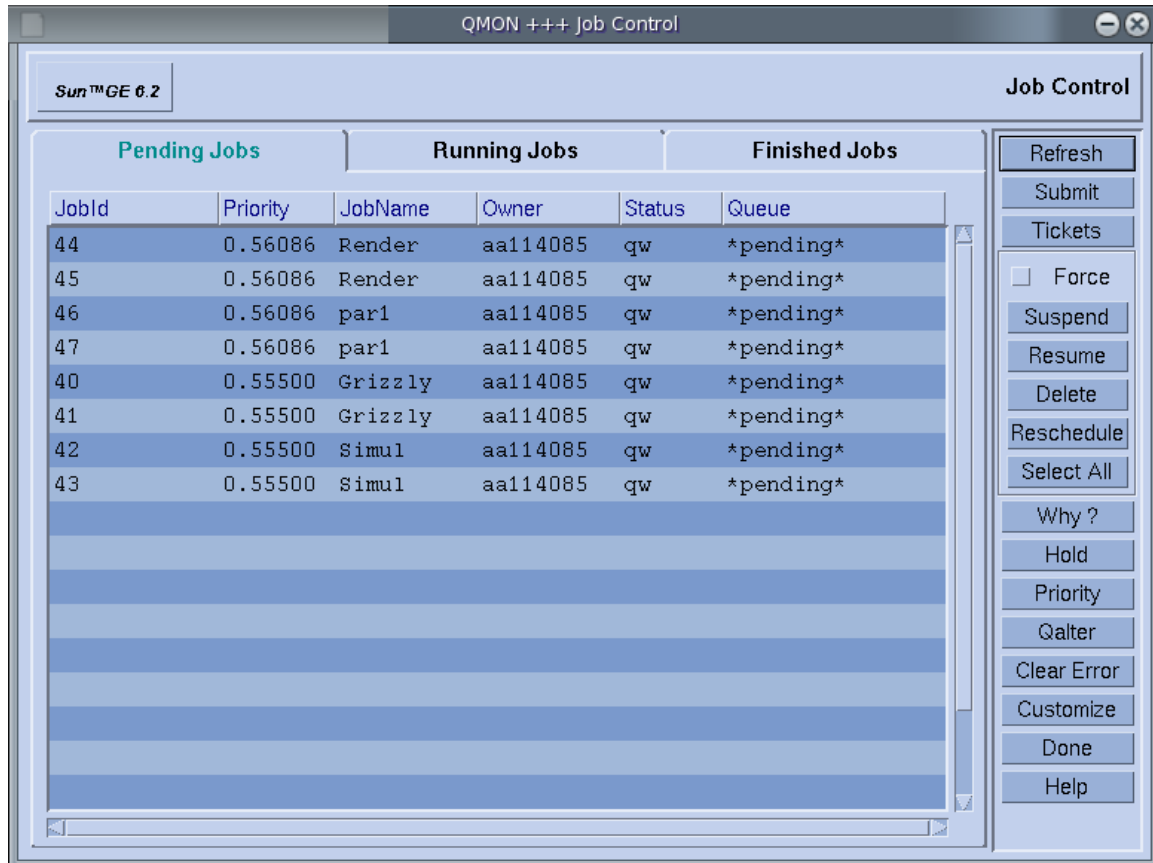 QMON +++ Job Control
Sun™GE 6.2
Job Control
Pending Jobs Running Jobs Finished Jobs
JobId Priority JobName Owner Status Queue
44 0.56086 Render aa114085 qw *pending*
45 0.56086 Render aa114085 qw *pending*
46 0.56086 par1 aa114085 qw *pending*
47 0.56086 par1 aa114085 qw *pending*
40 0.55500 Grizzly aa114085 qw *pending*
41 0.55500 Grizzly aa114085 qw *pending*
42 0.55500 Simul aa114085 qw *pending*
43 0.55500 Simul aa114085 qw *pending*
Refresh
Submit
Tickets
Force
Suspend
Resume
Delete
Reschedule
Select All
Why ?
Hold
Priority
Qalter
Clear Error
Customize
Done
Help